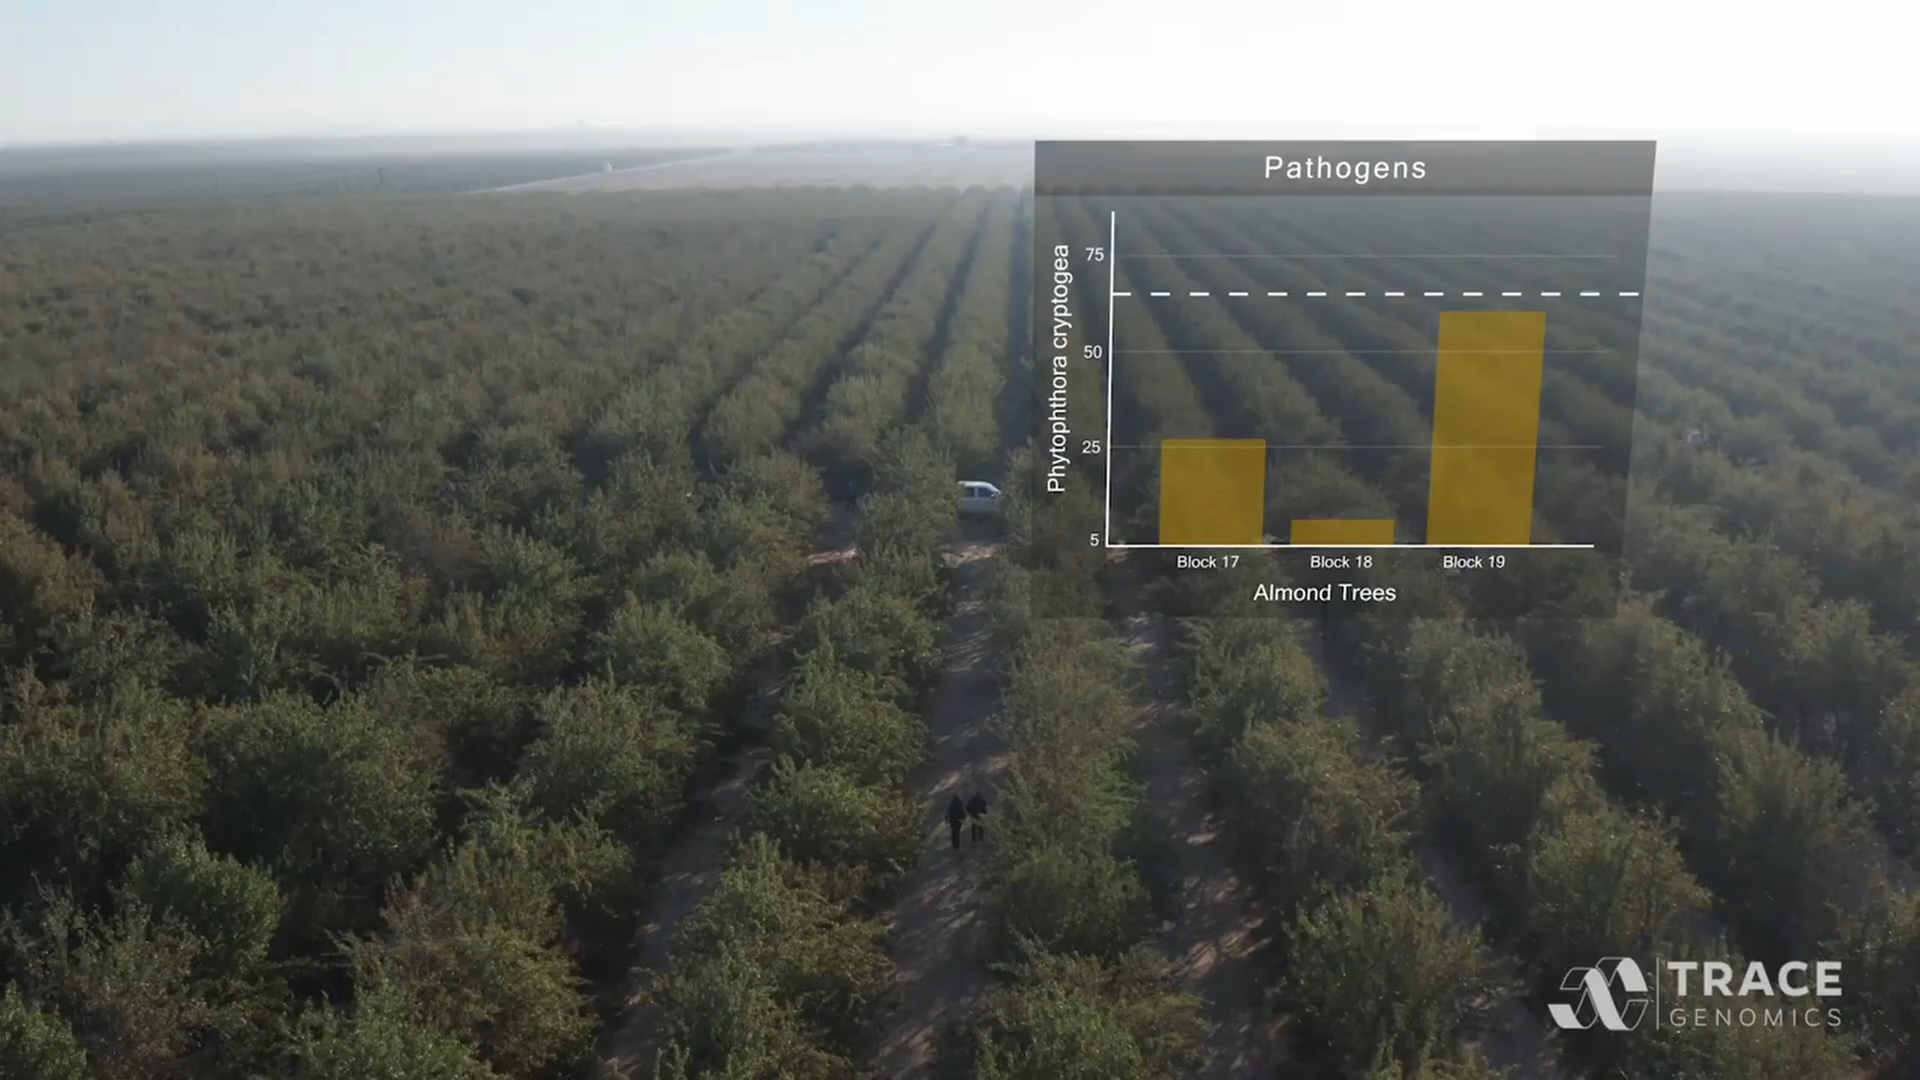 Pathogens
Phytophthora cryptogea
75
50
25
5
Block 17 Block 18 Block 19
Almond Trees
TRACE
GENOMICS